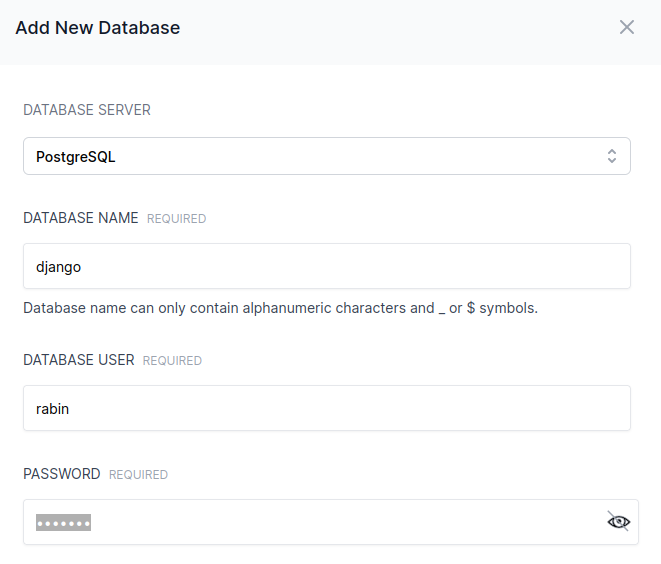 Add New Database
DATABASE SERVER
PostgreSQL
DATABASE NAME REQUIRED
django
Database name can only contain alphanumeric characters and _ or $ symbols.
DATABASE USER REQUIRED
rabin
PASSWORD REQUIRED
•••••••